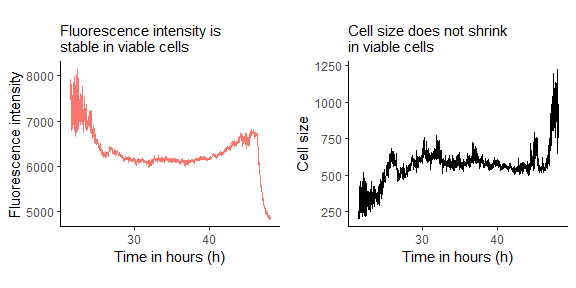 Fluorescence intensity is
stable in viable cells
8000
7000
6000
5000
Fluorescence intensity
30
40
Time in hours (h)
Cell size does not shrink
in viable cells
1250
1000
750
500
250
Cell size
30
40
Time in hours (h)